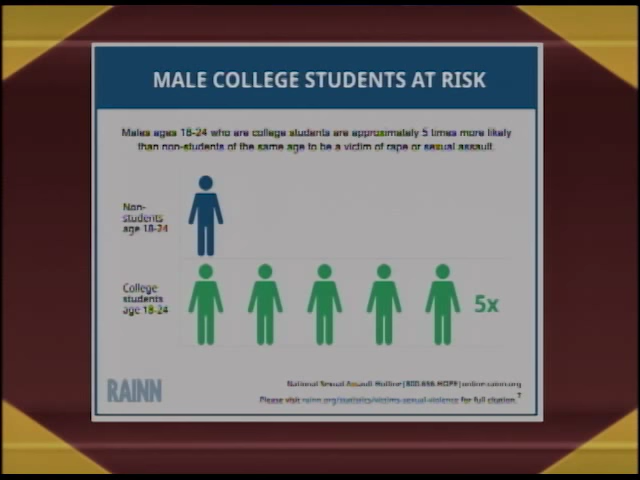 MALE COLLEGE STUDENTS AT RISK
Males ages 18-24 who are college students are approximately 5 times more likely
than non-students of the same age to be a victim of rape or sexual assault.
Non-
students
age 18-24
College
students
age 18-24
5x
RAINN
National Sexual Assault Hotline|800.656.HOPE|online.rainn.org
Please visit rainn.org/statistics/victims-sexual-violence for full citation.7